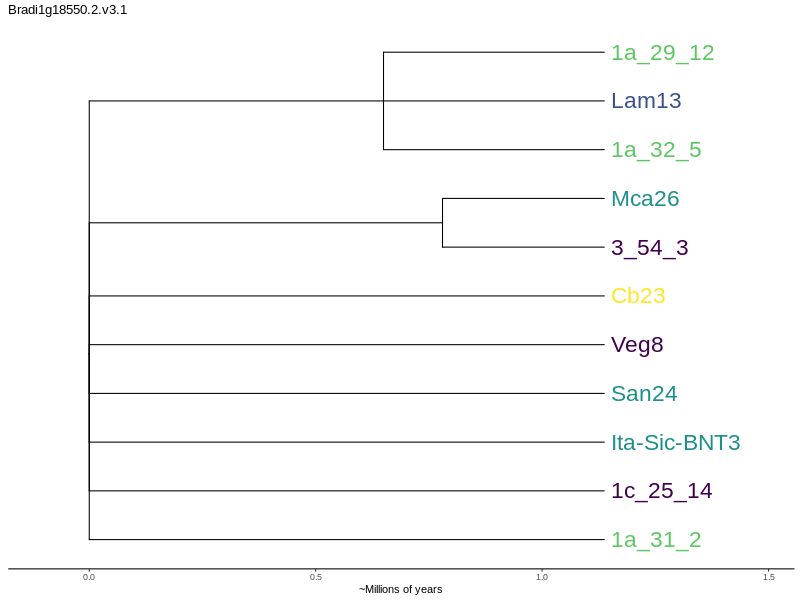 Bradi1g18550.2.v3.1
1a_29_12
Lam13
1a_32_5
Mca26
3_54_3
Cb23
Veg8
San24
Ita-Sic-BNT3
1c_25_14
1a_31_2
0.0 0.5 1.0 1.5
~Millions of years